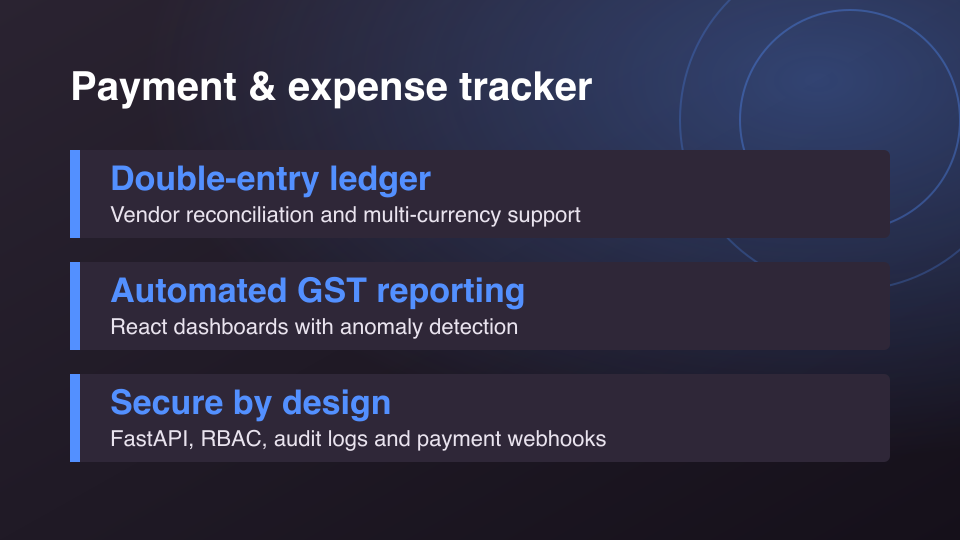 Payment & expense tracker
Double-entry ledger
Vendor reconciliation and multi-currency support
Automated GST reporting
React dashboards with anomaly detection
Secure by design
FastAPI, RBAC, audit logs and payment webhooks